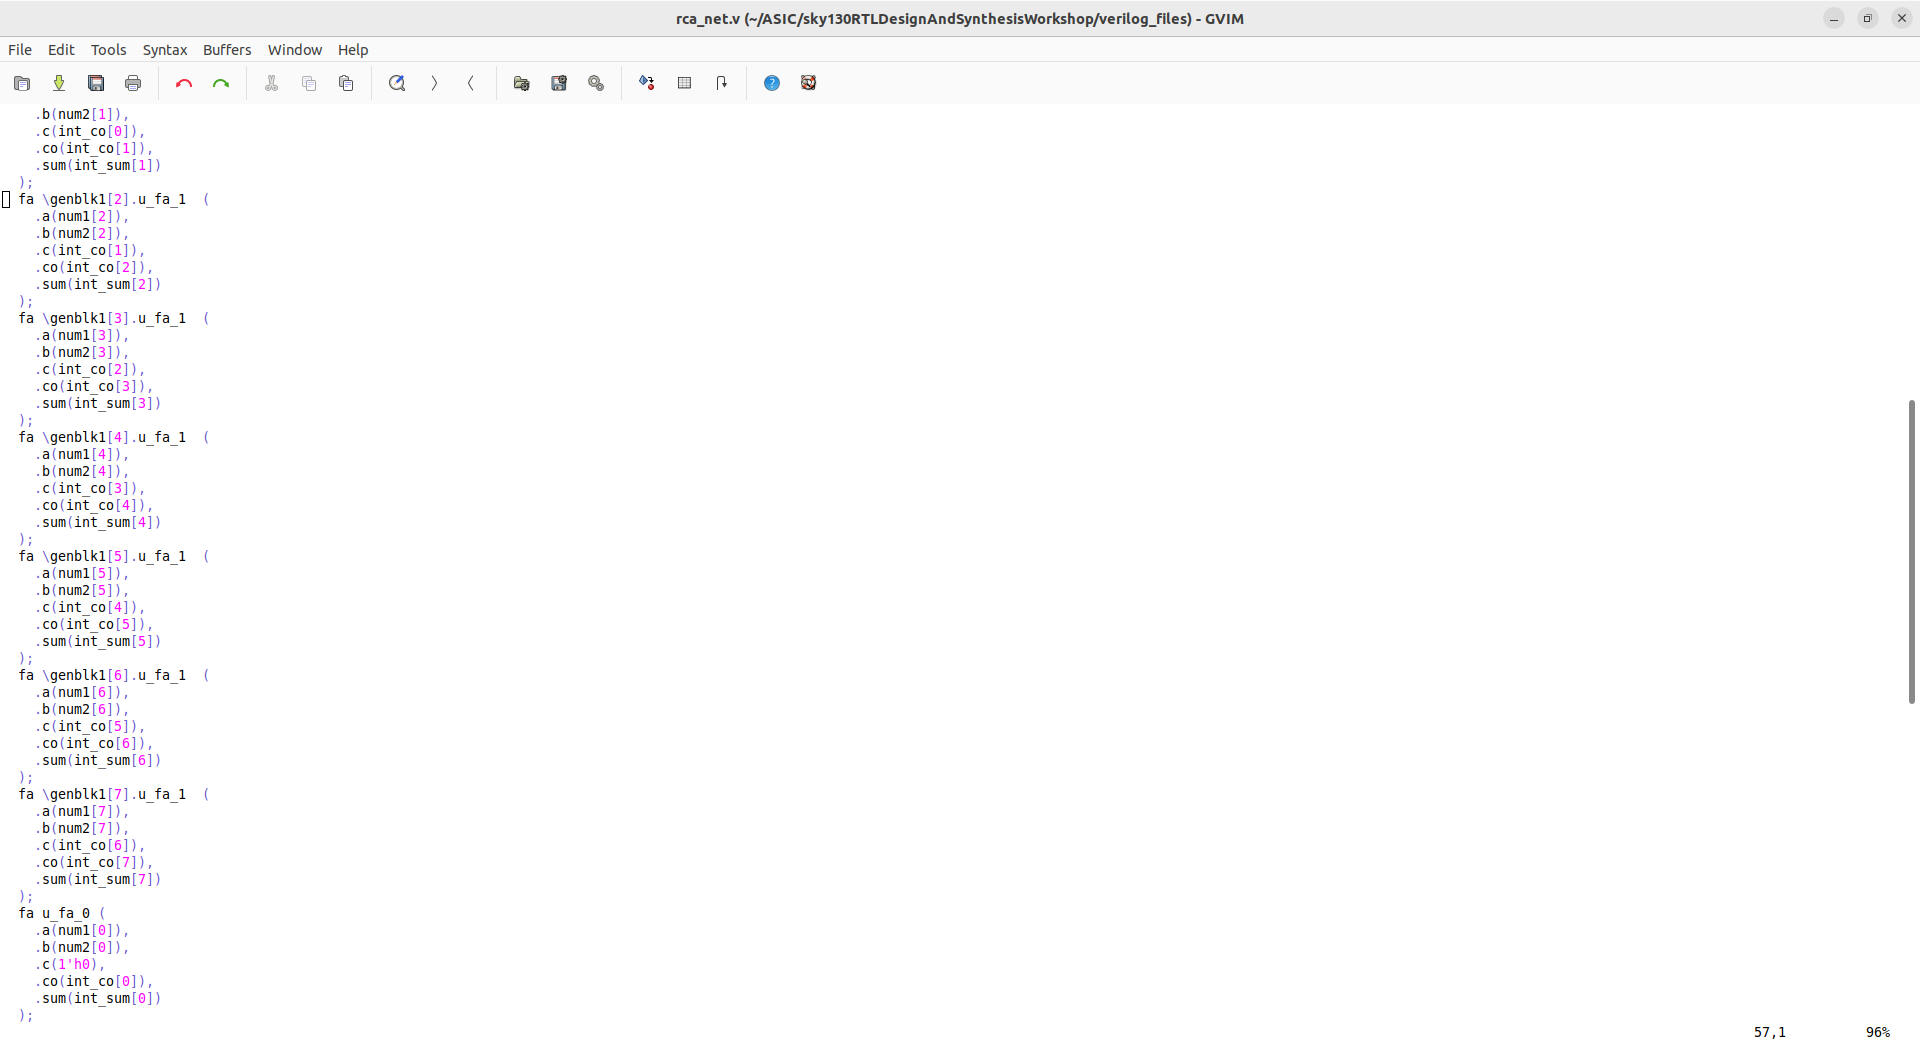 rca_net.v (~/ASIC/sky130RTLDesignAndSynthesisWorkshop/verilog_files) - GVIM
File Edit Tools Syntax Buffers Window Help
    .b(num2[1]),
    .c(int_co[0]),
    .co(int_co[1]),
    .sum(int_sum[1])
  );
  fa \genblk1[2].u_fa_1  (
    .a(num1[2]),
    .b(num2[2]),
    .c(int_co[1]),
    .co(int_co[2]),
    .sum(int_sum[2])
  );
  fa \genblk1[3].u_fa_1  (
    .a(num1[3]),
    .b(num2[3]),
    .c(int_co[2]),
    .co(int_co[3]),
    .sum(int_sum[3])
  );
  fa \genblk1[4].u_fa_1  (
    .a(num1[4]),
    .b(num2[4]),
    .c(int_co[3]),
    .co(int_co[4]),
    .sum(int_sum[4])
  );
  fa \genblk1[5].u_fa_1  (
    .a(num1[5]),
    .b(num2[5]),
    .c(int_co[4]),
    .co(int_co[5]),
    .sum(int_sum[5])
  );
  fa \genblk1[6].u_fa_1  (
    .a(num1[6]),
    .b(num2[6]),
    .c(int_co[5]),
    .co(int_co[6]),
    .sum(int_sum[6])
  );
  fa \genblk1[7].u_fa_1  (
    .a(num1[7]),
    .b(num2[7]),
    .c(int_co[6]),
    .co(int_co[7]),
    .sum(int_sum[7])
  );
  fa u_fa_0 (
    .a(num1[0]),
    .b(num2[0]),
    .c(1'h0),
    .co(int_co[0]),
    .sum(int_sum[0])
  );
57,1 96%